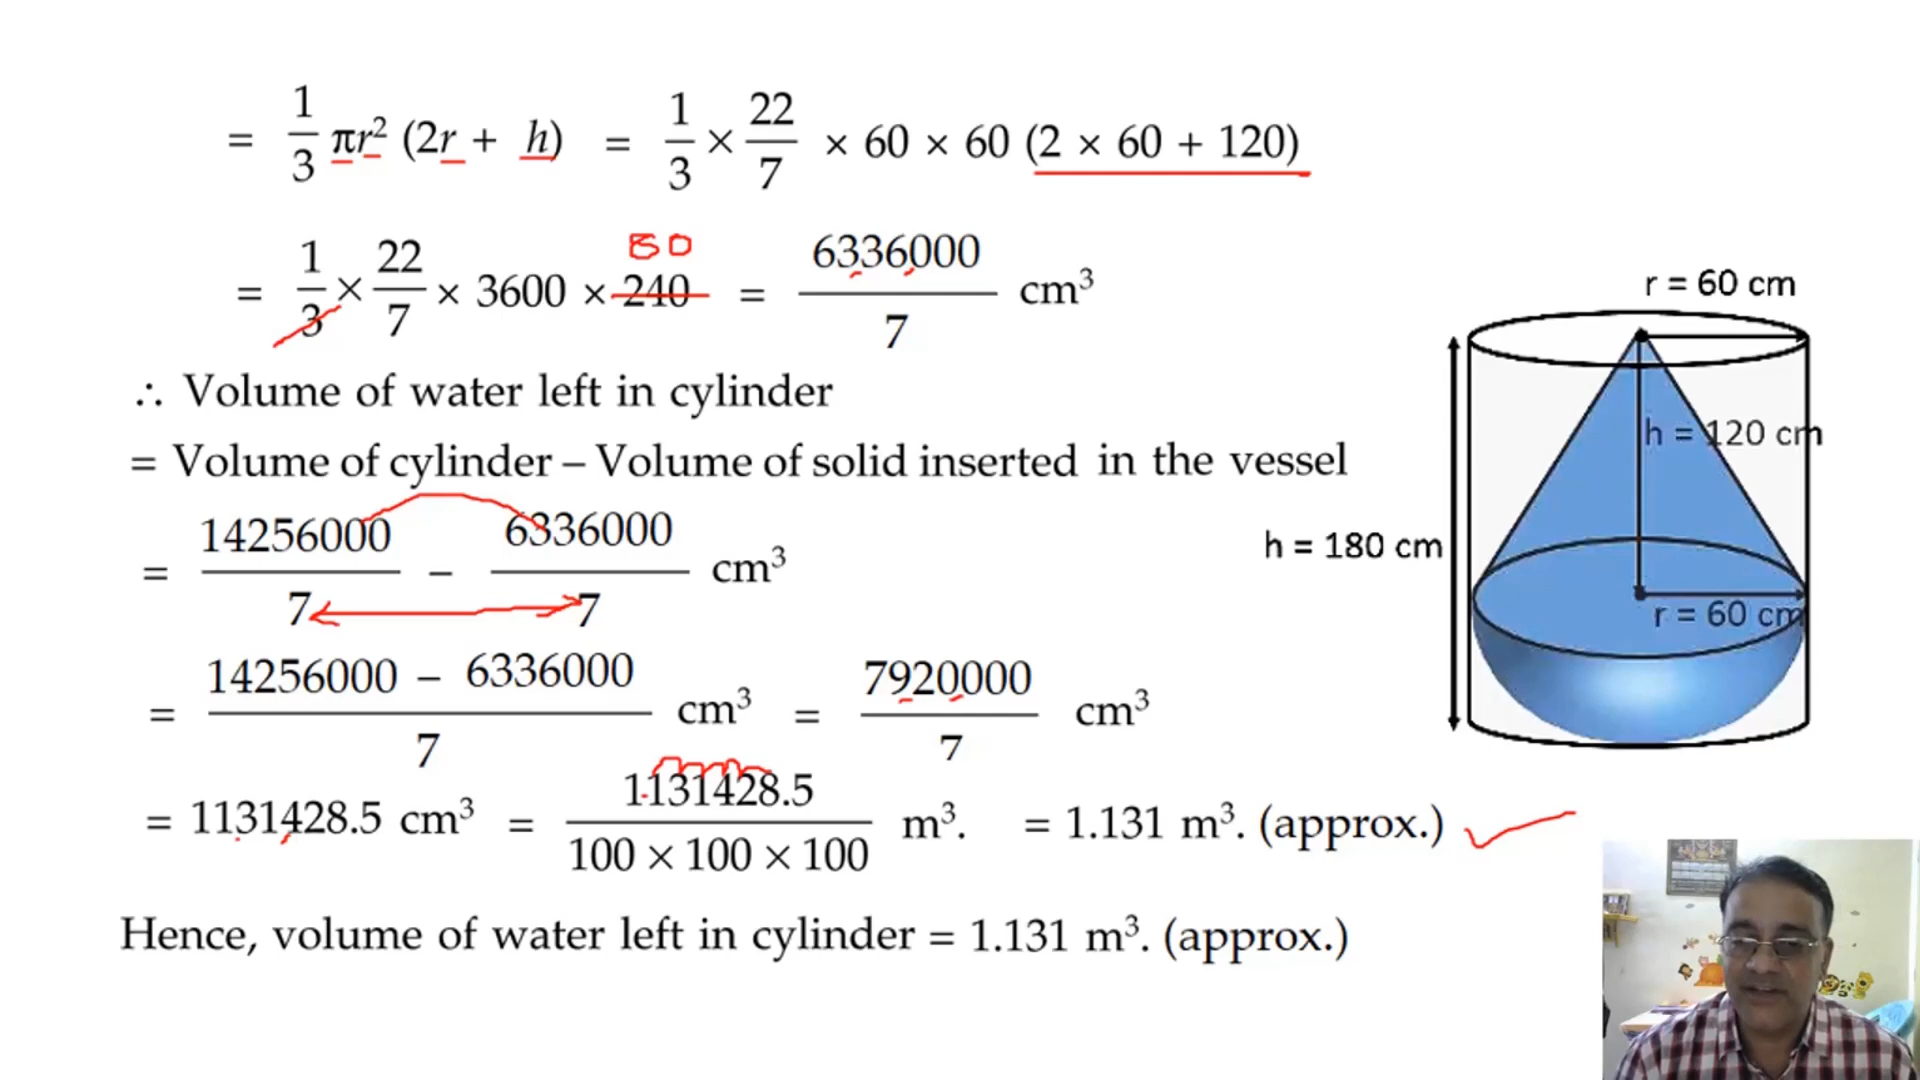 = 1/3 πr² (2r + h) = 1/3 × 22/7 × 60 × 60 (2 × 60 + 120)
80
= 1/3 × 22/7 × 3600 × 240 = 6336000/7 cm³
∴ Volume of water left in cylinder
= Volume of cylinder – Volume of solid inserted in the vessel
= 14256000/7 – 6336000/7 cm³
= (14256000 – 6336000)/7 cm³ = 7920000/7 cm³
= 1131428.5 cm³ = 1131428.5/(100 × 100 × 100) m³. = 1.131 m³. (approx.)
Hence, volume of water left in cylinder = 1.131 m³. (approx.)
r = 60 cm
h = 120 cm
h = 180 cm
r = 60 cm